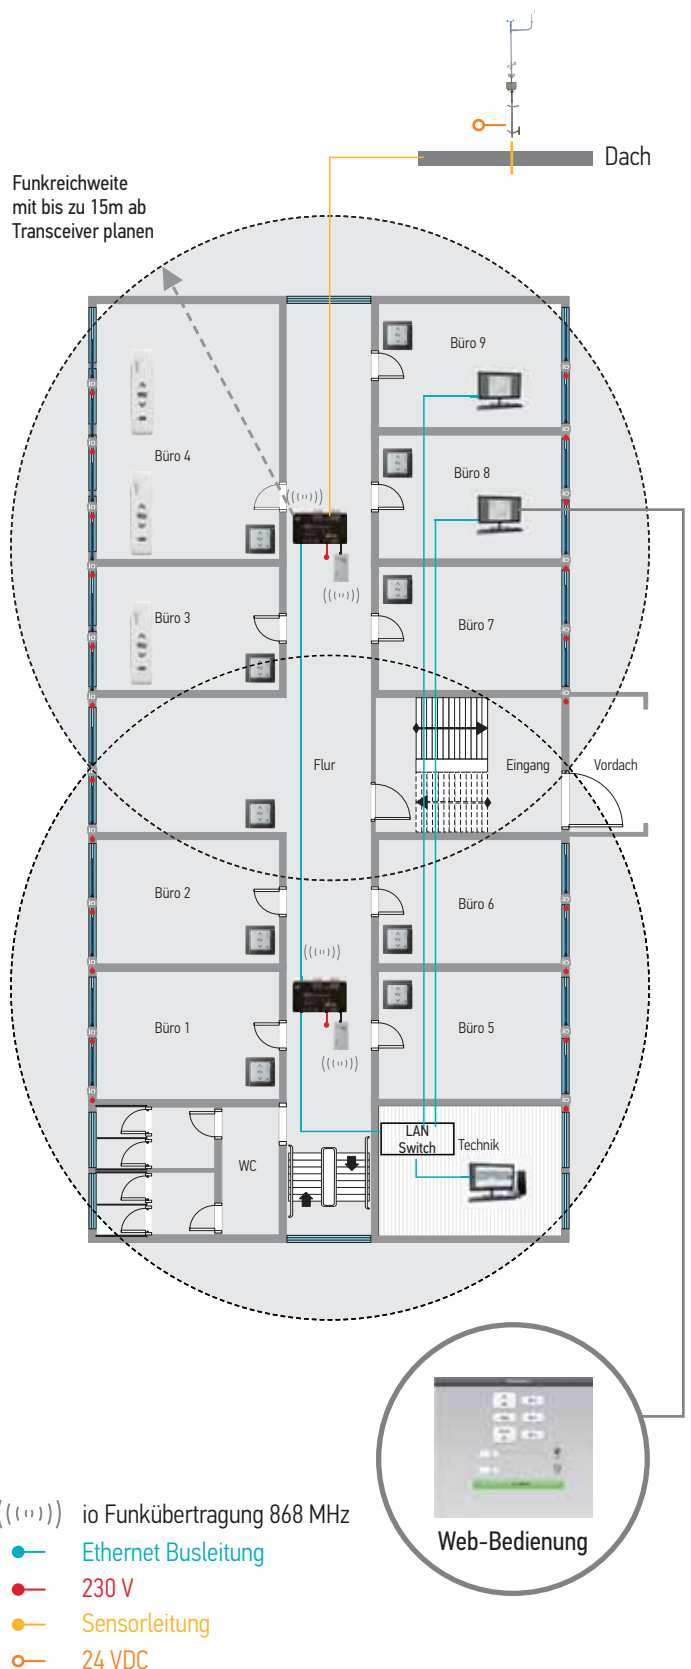 Dach
Funkreichweite
mit bis zu 15m ab
Transceiver planen
Büro 9
Büro 4
Büro 8
Büro 3
Büro 7
Flur
Eingang
Vordach
Büro 2
Büro 6
Büro 1
Büro 5
LAN
Switch
Technik
WC
Web-Bedienung
io Funkübertragung 868 MHz
Ethernet Busleitung
230 V
Sensorleitung
24 VDC